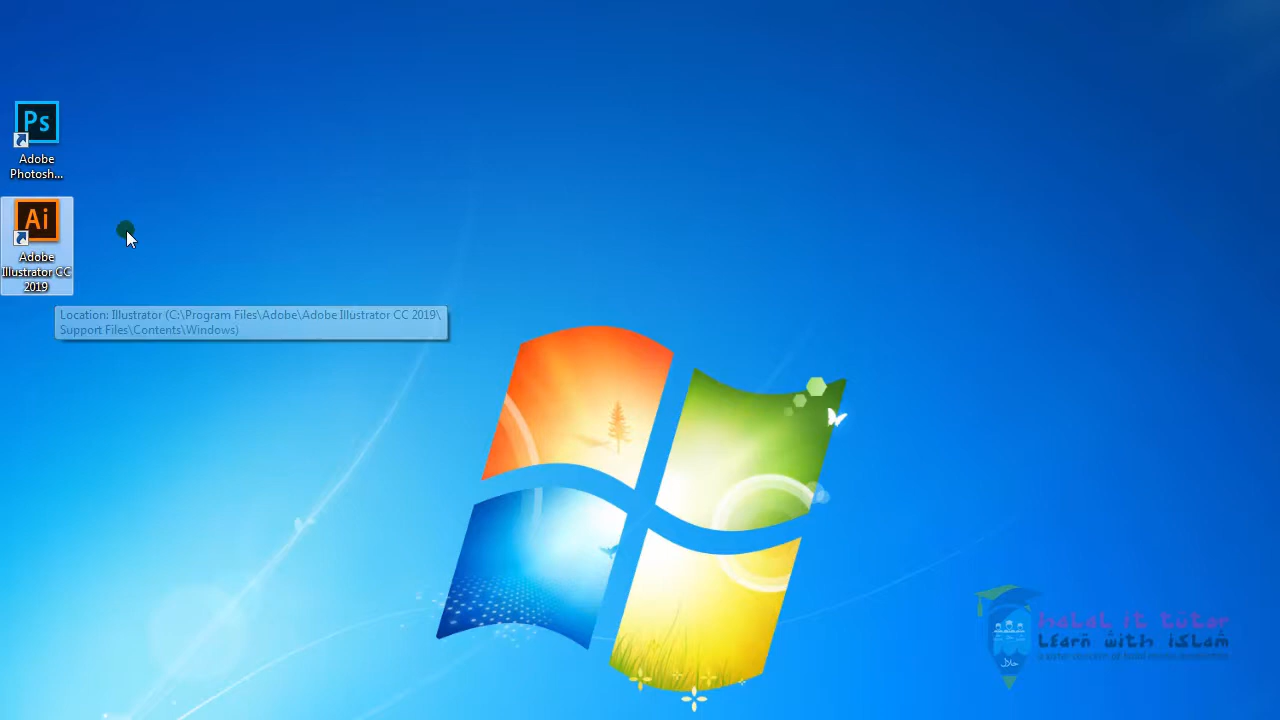 Ps
Adobe
Photosh...
Ai
Adobe
Illustrator CC
2019
Location: Illustrator (C:\Program Files\Adobe\Adobe Illustrator CC 2019\
Support Files\Contents\Windows)
halal it tutor
Learn with islam
حلال